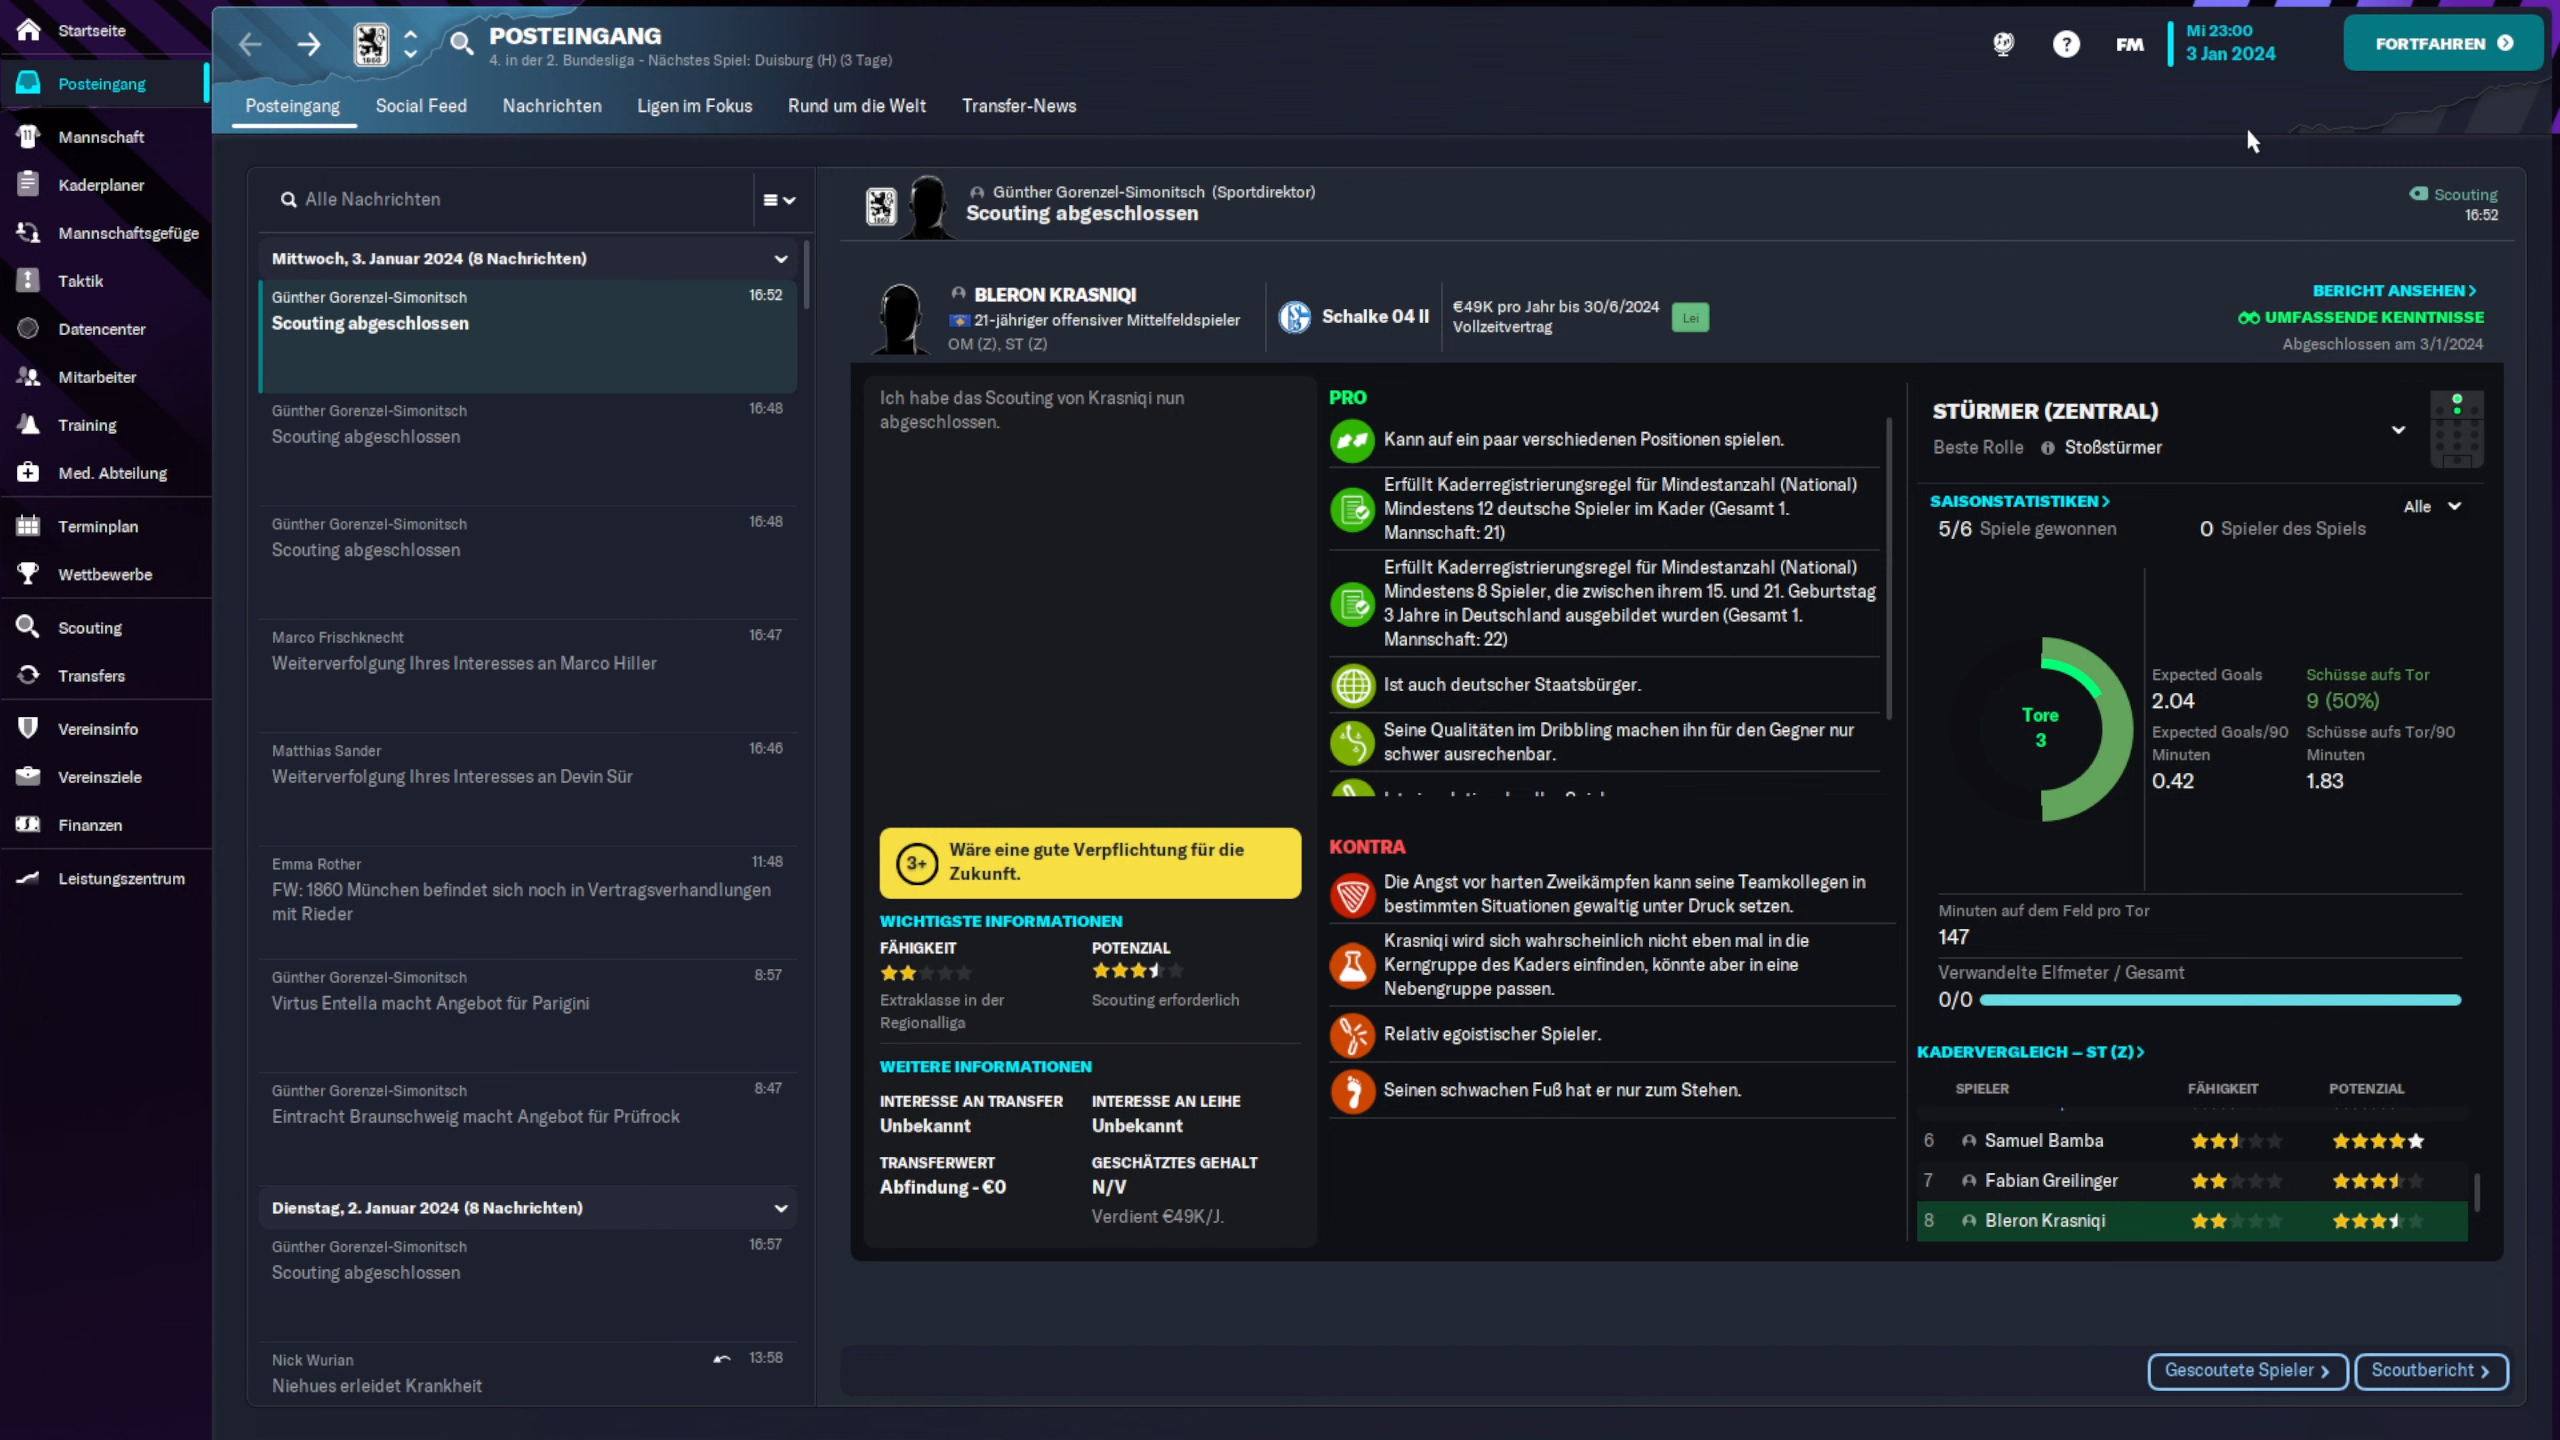 Startseite
Posteingang
Mannschaft
Kaderplaner
Mannschaftsgefüge
Taktik
Datencenter
Mitarbeiter
Training
Med. Abteilung
Terminplan
Wettbewerbe
Scouting
Transfers
Vereinsinfo
Vereinsziele
Finanzen
Leistungszentrum
POSTEINGANG
4. in der 2. Bundesliga - Nächstes Spiel: Duisburg (H) (3 Tage)
FM
Mi 23:00
3 Jan 2024
FORTFAHREN
Posteingang
Social Feed
Nachrichten
Ligen im Fokus
Rund um die Welt
Transfer-News
Alle Nachrichten
Mittwoch, 3. Januar 2024 (8 Nachrichten)
Günther Gorenzel-Simonitsch 16:52
Scouting abgeschlossen
Günther Gorenzel-Simonitsch 16:48
Scouting abgeschlossen
Günther Gorenzel-Simonitsch 16:48
Scouting abgeschlossen
Marco Frischknecht 16:47
Weiterverfolgung Ihres Interesses an Marco Hiller
Matthias Sander 16:46
Weiterverfolgung Ihres Interesses an Devin Sür
Emma Rother 11:48
FW: 1860 München befindet sich noch in Vertragsverhandlungen
mit Rieder
Günther Gorenzel-Simonitsch 8:57
Virtus Entella macht Angebot für Parigini
Günther Gorenzel-Simonitsch 8:47
Eintracht Braunschweig macht Angebot für Prüfrock
Dienstag, 2. Januar 2024 (8 Nachrichten)
Günther Gorenzel-Simonitsch 16:57
Scouting abgeschlossen
Nick Wurian 13:58
Niehues erleidet Krankheit
Günther Gorenzel-Simonitsch (Sportdirektor)
Scouting abgeschlossen
Scouting
16:52
BLERON KRASNIQI
21-jähriger offensiver Mittelfeldspieler
OM (Z), ST (Z)
Schalke 04 II
€49K pro Jahr bis 30/6/2024
Vollzeitvertrag
Lei
BERICHT ANSEHEN
UMFASSENDE KENNTNISSE
Abgeschlossen am 3/1/2024
Ich habe das Scouting von Krasniqi nun
abgeschlossen.
3+
Wäre eine gute Verpflichtung für die
Zukunft.
WICHTIGSTE INFORMATIONEN
FÄHIGKEIT
POTENZIAL
Extraklasse in der
Regionalliga
Scouting erforderlich
WEITERE INFORMATIONEN
INTERESSE AN TRANSFER
Unbekannt
INTERESSE AN LEIHE
Unbekannt
TRANSFERWERT
Abfindung - €0
GESCHÄTZTES GEHALT
N/V
Verdient €49K/J.
PRO
Kann auf ein paar verschiedenen Positionen spielen.
Erfüllt Kaderregistrierungsregel für Mindestanzahl (National)
Mindestens 12 deutsche Spieler im Kader (Gesamt 1.
Mannschaft: 21)
Erfüllt Kaderregistrierungsregel für Mindestanzahl (National)
Mindestens 8 Spieler, die zwischen ihrem 15. und 21. Geburtstag
3 Jahre in Deutschland ausgebildet wurden (Gesamt 1.
Mannschaft: 22)
Ist auch deutscher Staatsbürger.
Seine Qualitäten im Dribbling machen ihn für den Gegner nur
schwer ausrechenbar.
KONTRA
Die Angst vor harten Zweikämpfen kann seine Teamkollegen in
bestimmten Situationen gewaltig unter Druck setzen.
Krasniqi wird sich wahrscheinlich nicht eben mal in die
Kerngruppe des Kaders einfinden, könnte aber in eine
Nebengruppe passen.
Relativ egoistischer Spieler.
Seinen schwachen Fuß hat er nur zum Stehen.
STÜRMER (ZENTRAL)
Beste Rolle Stoßstürmer
SAISONSTATISTIKEN
Alle
5/6 Spiele gewonnen
0 Spieler des Spiels
Tore
3
Expected Goals
2.04
Schüsse aufs Tor
9 (50%)
Expected Goals/90
Minuten
0.42
Schüsse aufs Tor/90
Minuten
1.83
Minuten auf dem Feld pro Tor
147
Verwandelte Elfmeter / Gesamt
0/0
KADERVERGLEICH – ST (Z)
SPIELER FÄHIGKEIT POTENZIAL
6 Samuel Bamba
7 Fabian Greilinger
8 Bleron Krasniqi
Gescoutete Spieler
Scoutbericht